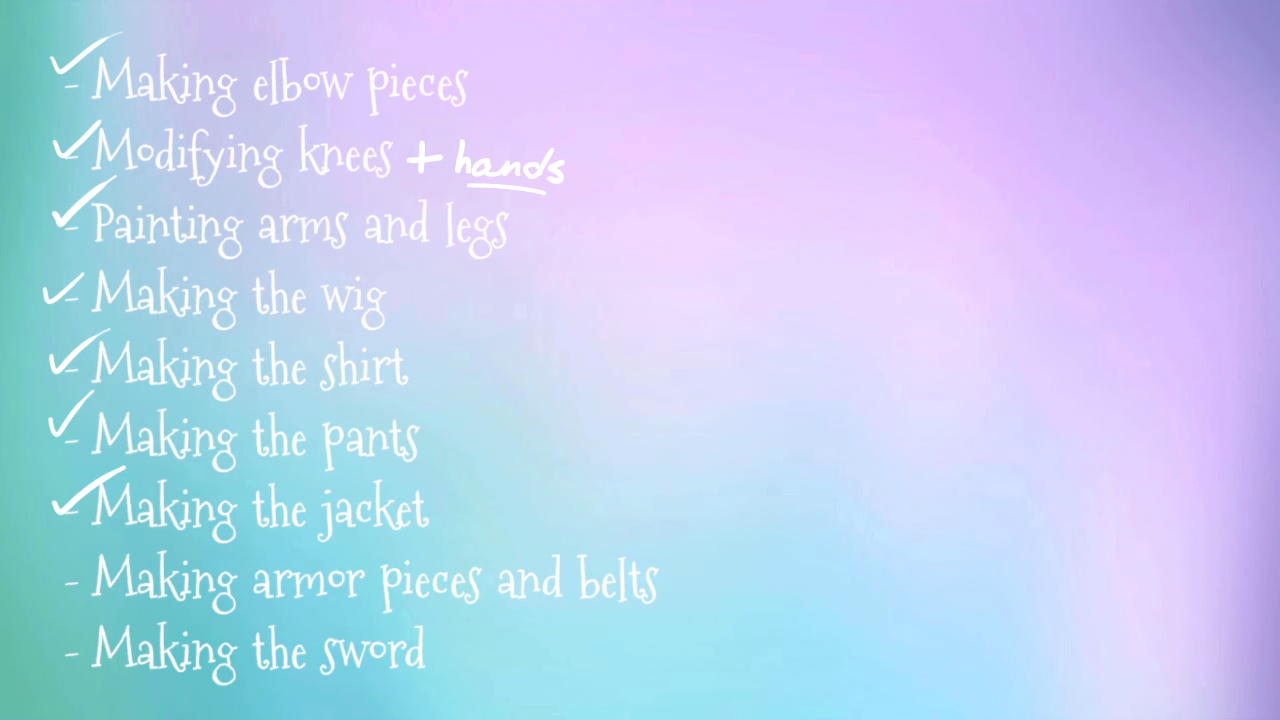 - Making elbow pieces
- Modifying knees + hands
- Painting arms and legs
- Making the wig
- Making the shirt
- Making the pants
- Making the jacket
- Making armor pieces and belts
- Making the sword